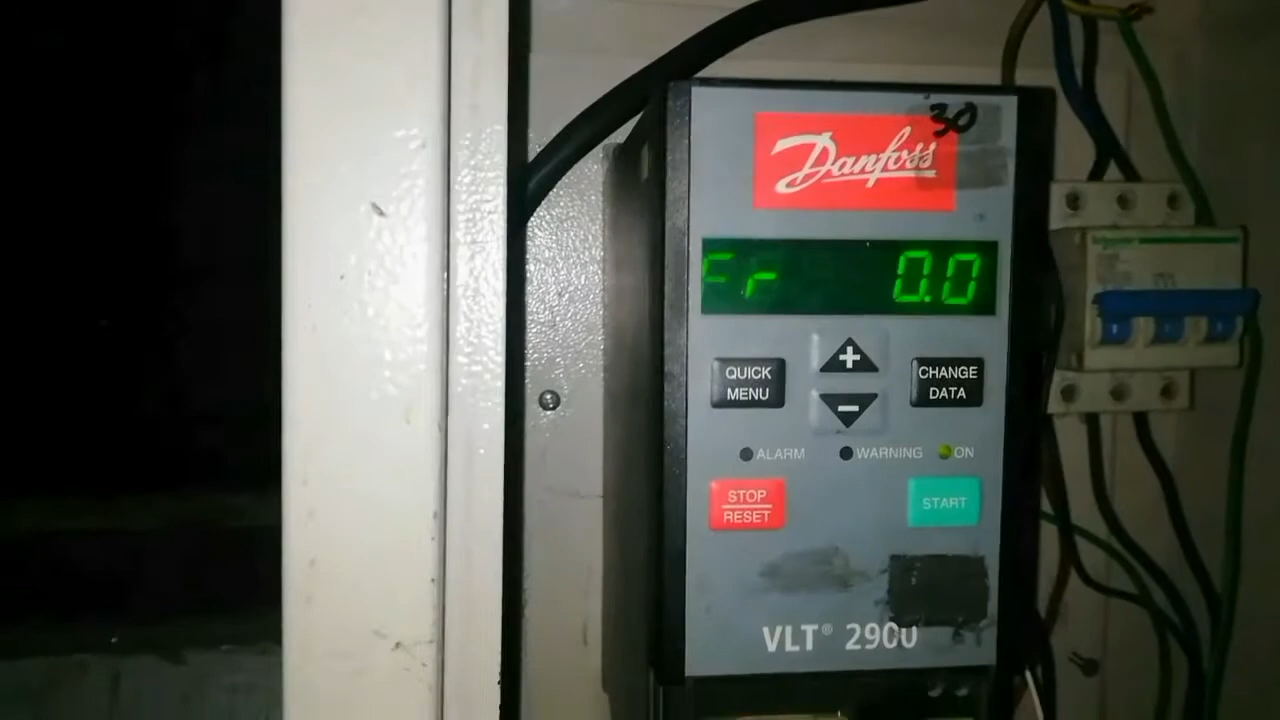 30
Danfoss
Fr 0.0
QUICK
MENU
+
CHANGE
DATA
-
ALARM
WARNING
ON
STOP
RESET
START
VLT® 2900